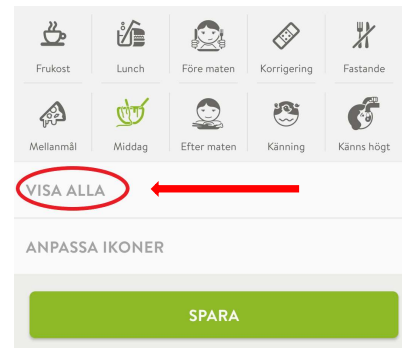 Frukost Lunch Före maten Korrigering Fastande
Mellanmål Middag Efter maten Känning Känns högt
VISA ALLA
ANPASSA IKONER
SPARA